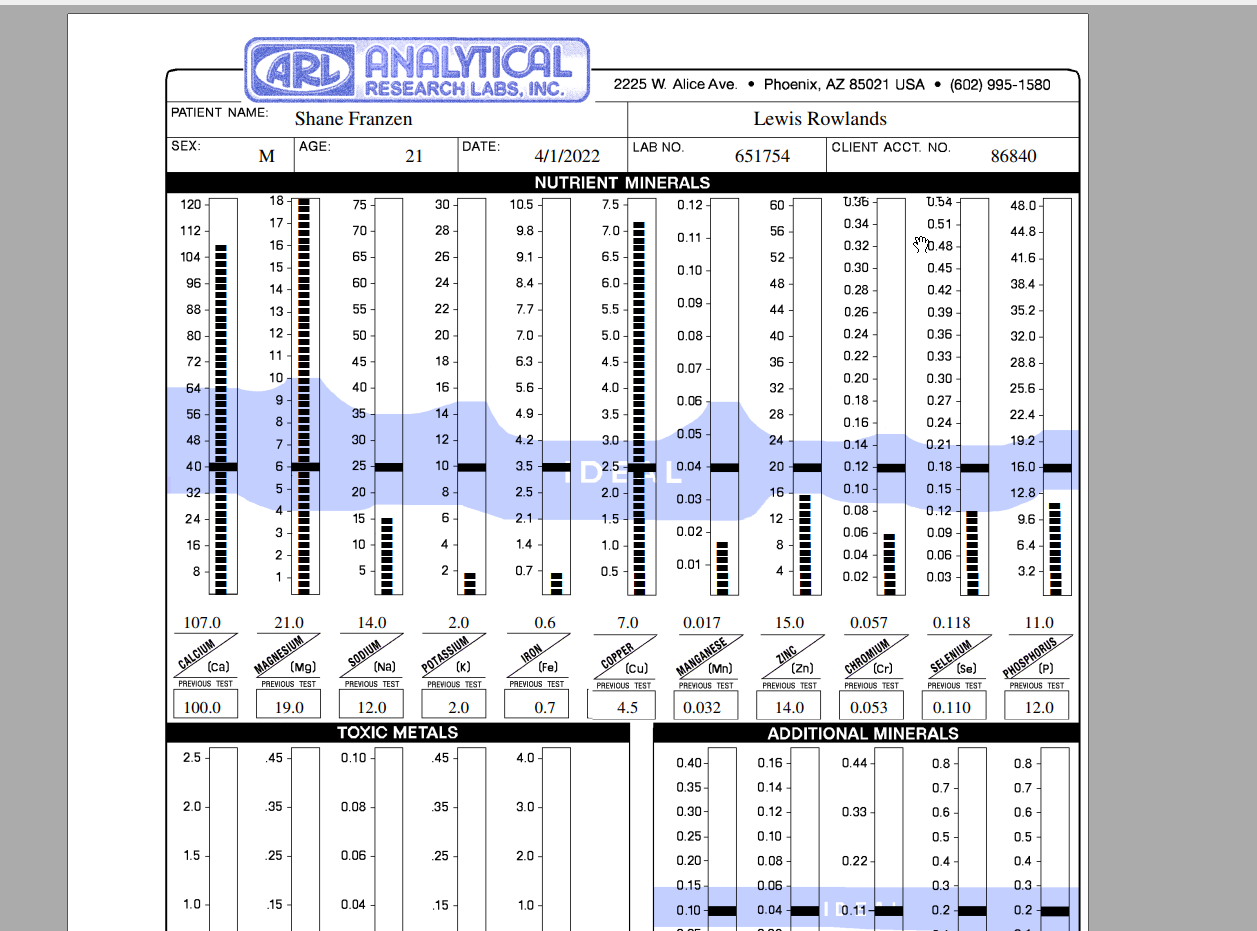 ARL ANALYTICAL
RESEARCH LABS, INC.
2225 W. Alice Ave. • Phoenix, AZ 85021 USA • (602) 995-1580
PATIENT NAME: Shane Franzen Lewis Rowlands
SEX: M AGE: 21 DATE: 4/1/2022 LAB NO. 651754 CLIENT ACCT. NO. 86840
NUTRIENT MINERALS
120 18 75 30 10.5 7.5 0.12 60 0.36 0.54 48.0
112 17 70 28 9.8 7.0 0.11 56 0.34 0.51 44.8
104 16 65 26 9.1 6.5 0.10 52 0.32 0.48 41.6
96 15 60 24 8.4 6.0 0.09 48 0.30 0.45 38.4
88 14 55 22 7.7 5.5 0.08 44 0.28 0.42 35.2
80 13 50 20 7.0 5.0 0.07 40 0.26 0.39 32.0
72 12 45 18 6.3 4.5 0.06 36 0.24 0.36 28.8
64 11 40 16 5.6 4.0 0.05 32 0.22 0.33 25.6
56 10 35 14 4.9 3.5 0.04 28 0.20 0.30 22.4
48 9 30 12 4.2 3.0 0.03 24 0.18 0.27 19.2
40 8 25 10 3.5 2.5 0.02 20 0.16 0.24 16.0
32 7 20 8 2.5 2.0 0.01 16 0.14 0.21 12.8
24 6 15 6 2.1 1.5 12 0.12 0.18 9.6
16 5 10 4 1.4 1.0 8 0.10 0.15 6.4
8 4 5 2 0.7 0.5 4 0.08 0.12 3.2
3 0.06 0.09
2 0.04 0.06
1 0.02 0.03
IDEAL
107.0 21.0 14.0 2.0 0.6 7.0 0.017 15.0 0.057 0.118 11.0
CALCIUM MAGNESIUM SODIUM POTASSIUM IRON COPPER MANGANESE ZINC CHROMIUM SELENIUM PHOSPHORUS
(Ca) (Mg) (Na) (K) (Fe) (Cu) (Mn) (Zn) (Cr) (Se) (P)
PREVIOUS TEST PREVIOUS TEST PREVIOUS TEST PREVIOUS TEST PREVIOUS TEST PREVIOUS TEST PREVIOUS TEST PREVIOUS TEST PREVIOUS TEST PREVIOUS TEST PREVIOUS TEST
100.0 19.0 12.0 2.0 0.7 4.5 0.032 14.0 0.053 0.110 12.0
TOXIC METALS ADDITIONAL MINERALS
2.5 .45 0.10 .45 4.0 0.40 0.16 0.44 0.8 0.8
0.35 0.14 0.7 0.7
2.0 .35 0.08 .35 3.0 0.30 0.12 0.33 0.6 0.6
0.25 0.10 0.5 0.5
1.5 .25 0.06 .25 2.0 0.20 0.08 0.22 0.4 0.4
0.15 0.06 0.3 0.3
1.0 .15 0.04 .15 1.0 0.10 0.04 0.11 0.2 0.2
IDEAL